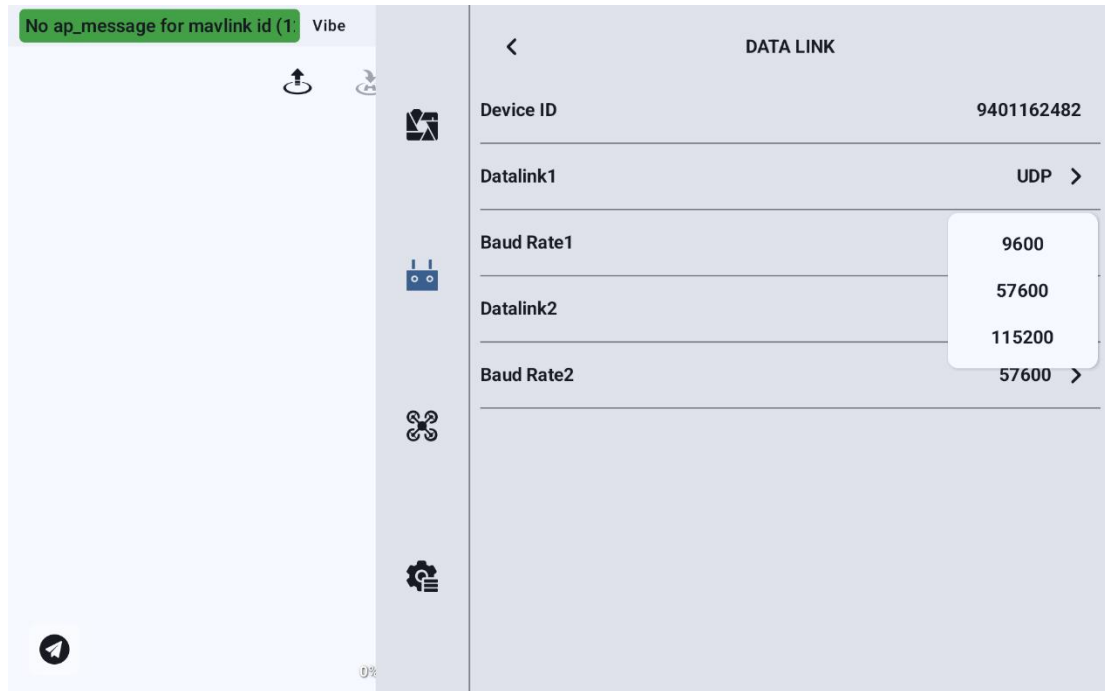 No ap_message for mavlink id (1
Vibe
0%
DATA LINK
Device ID
9401162482
Datalink1
UDP
Baud Rate1
9600
57600
115200
Datalink2
Baud Rate2
57600